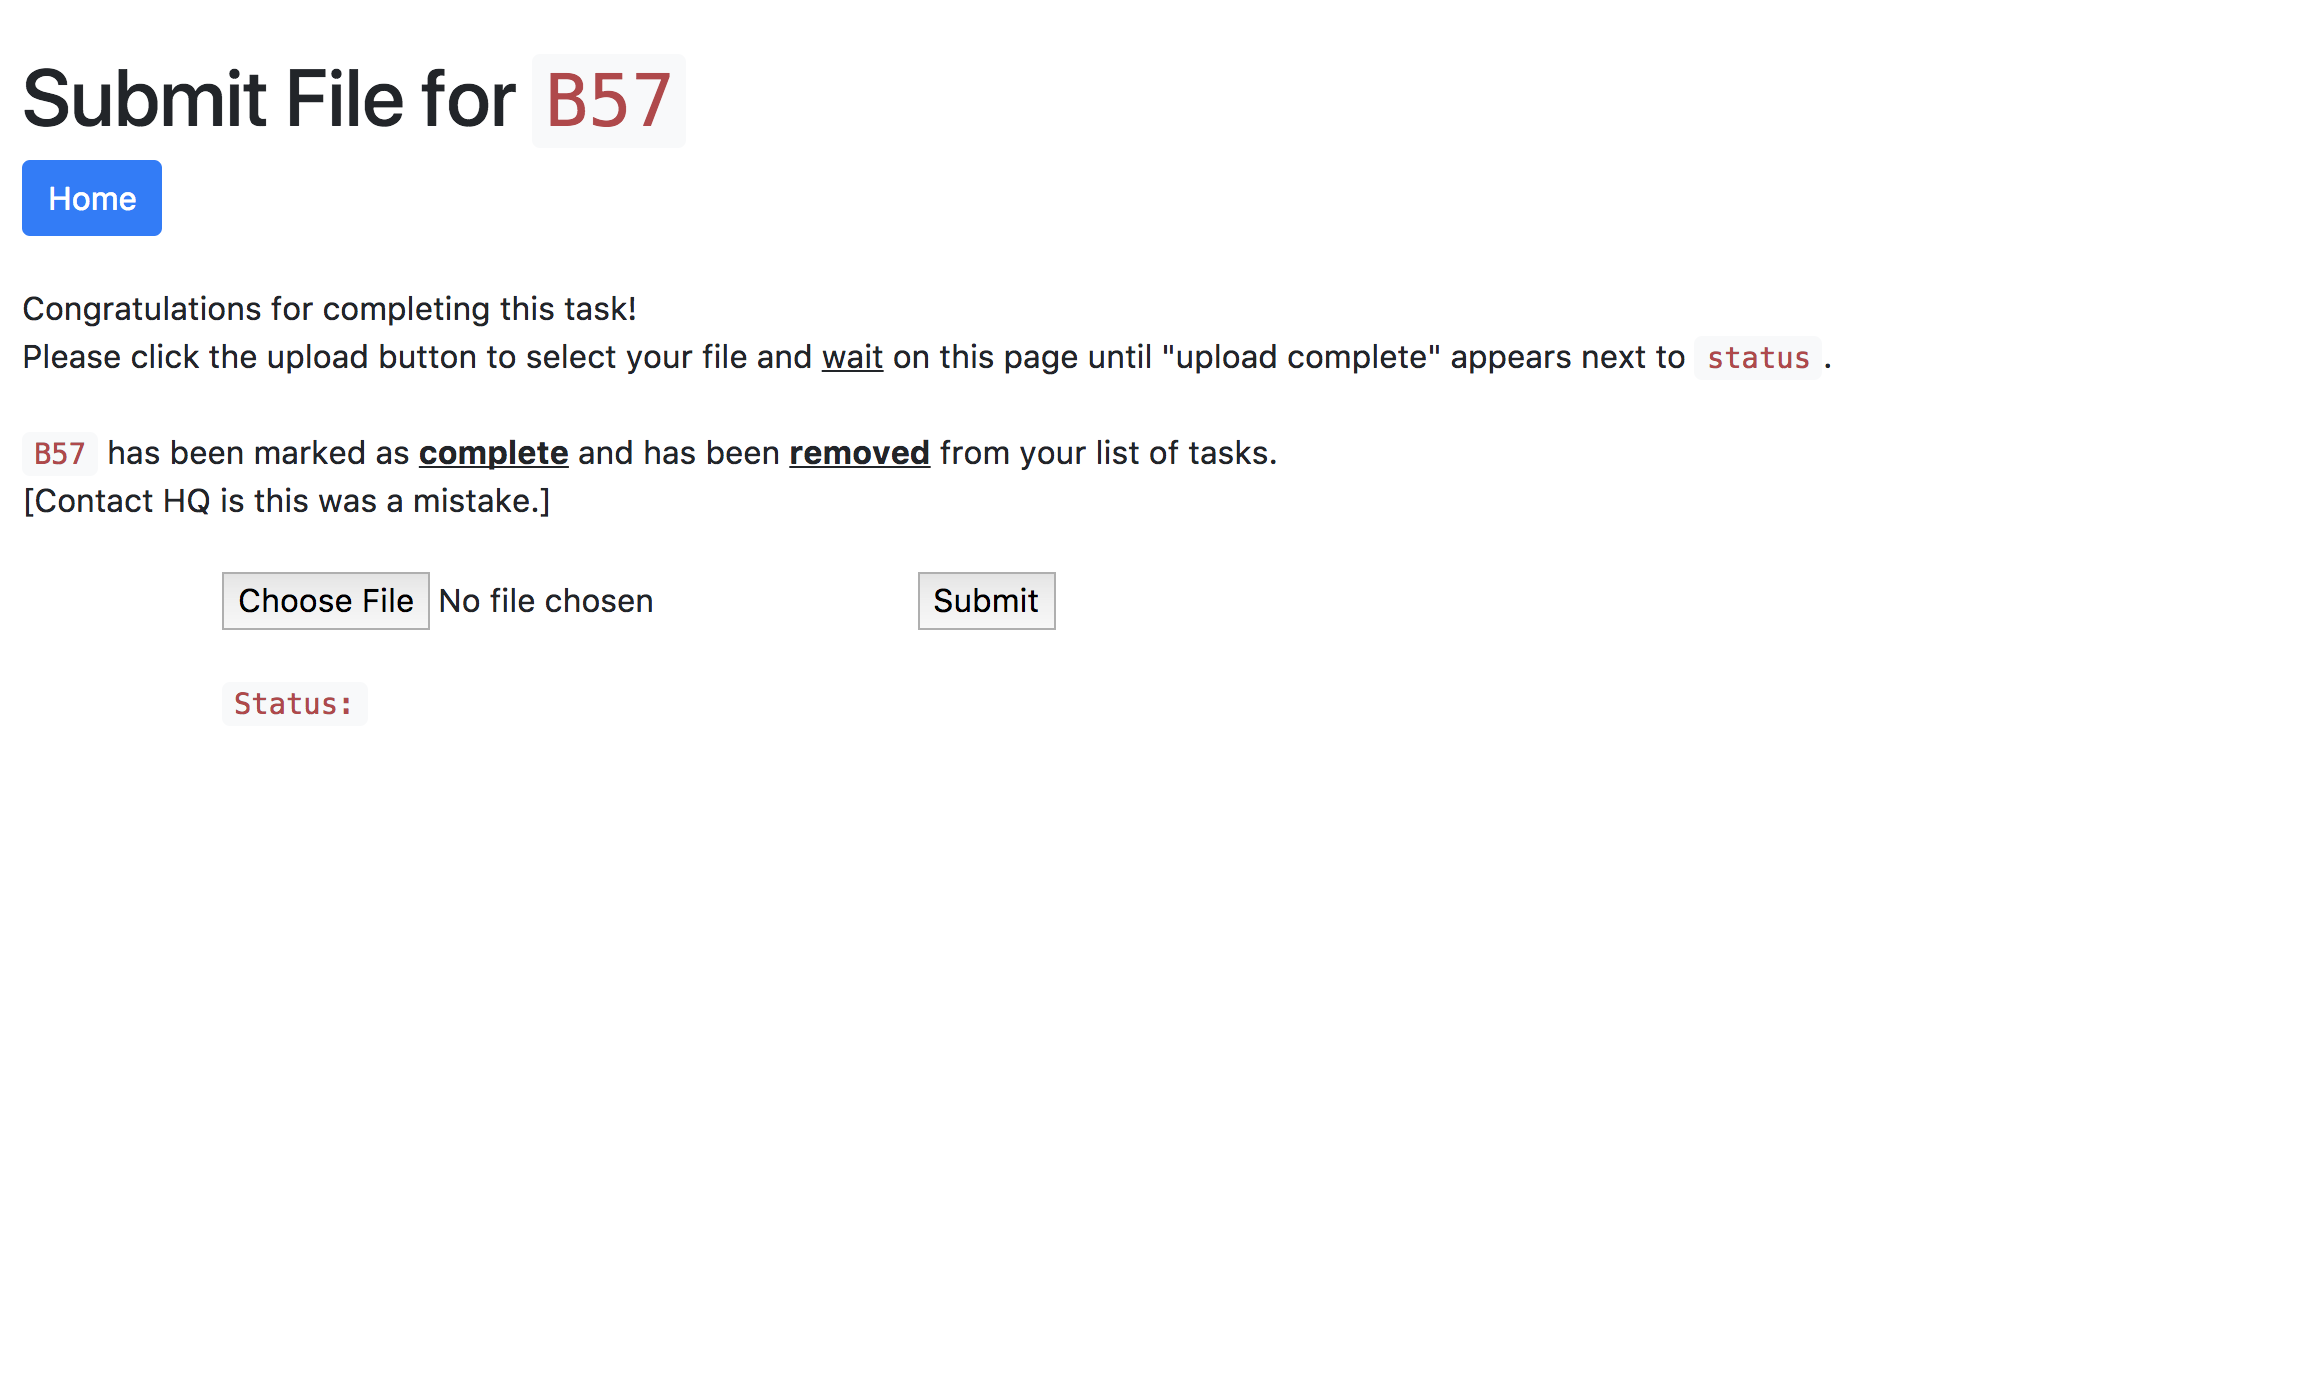 Submit File for B57
Home
Congratulations for completing this task!
Please click the upload button to select your file and wait on this page until "upload complete" appears next to status.
B57 has been marked as complete and has been removed from your list of tasks.
[Contact HQ is this was a mistake.]
Choose File No file chosen Submit
Status: